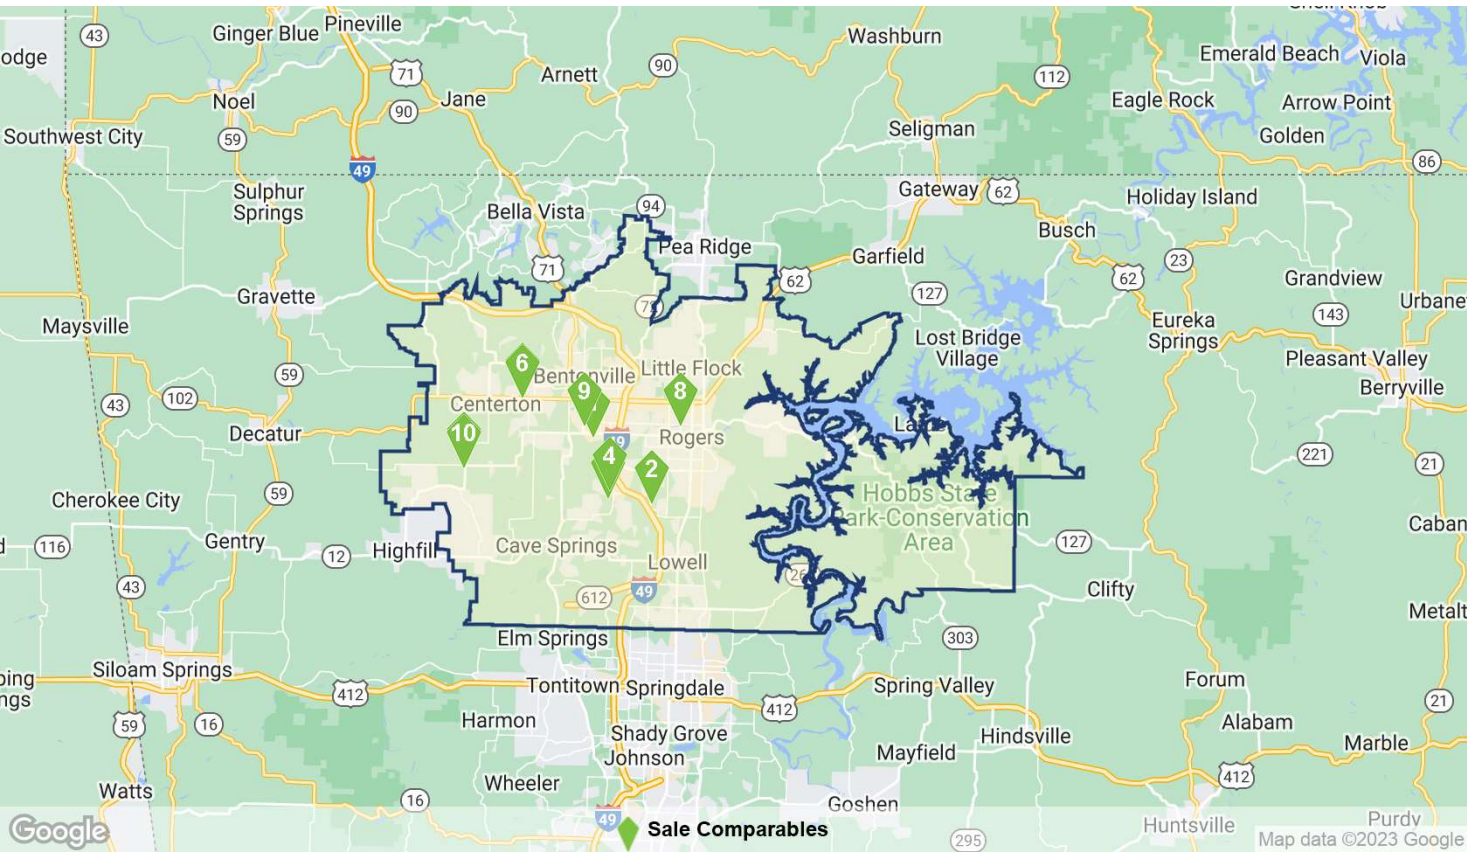 43
Ginger Blue
Pineville
Washburn
Emerald Beach
Viola
odge
71
Arnett
90
112
Noel
90
Jane
Eagle Rock
Arrow Point
Southwest City
59
Seligman
Golden
49
86
Sulphur
Springs
Gateway
62
Holiday Island
Bella Vista
94
Busch
Pea Ridge
Garfield
23
71
62
62
Grandview
Gravette
127
Urbane
Maysville
143
Eureka
Springs
Lost Bridge
Village
Pleasant Valley
Berryville
6
Bentonville
Little Flock
59
102
43
Centerton
9
8
Decatur
10
49
Rogers
4
2
221
21
Cherokee City
59
Hobbs State
Park-Conservation
Area
Caban
116
Gentry
12
Highfill
Cave Springs
127
Lowell
43
612
49
Clifty
Metalt
Elm Springs
303
Siloam Springs
ping
ngs
412
Tontitown
Springdale
412
Spring Valley
Forum
21
59
16
Harmon
Shady Grove
Johnson
Mayfield
Hindsville
Alabam
Marble
Wheeler
412
Watts
16
Goshen
49
Sale Comparables
295
Huntsville
Purdy
Google
Map data ©2023 Google